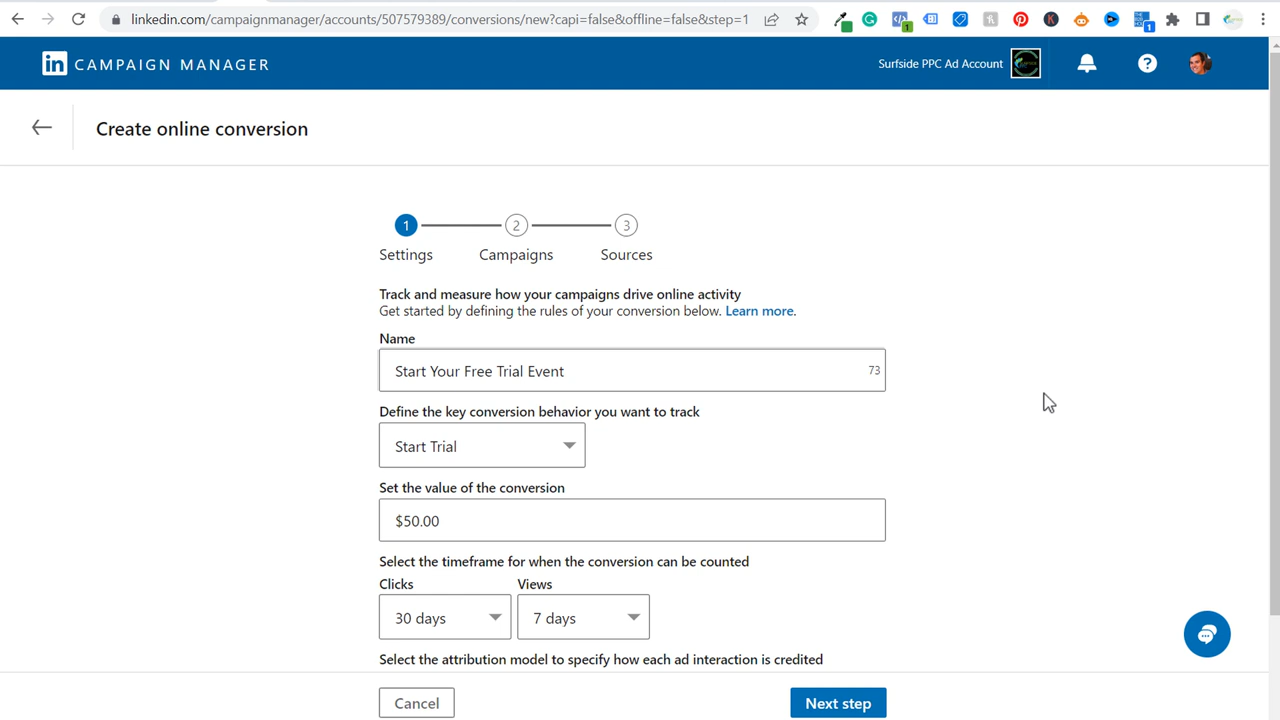 linkedin.com/campaignmanager/accounts/507579389/conversions/new?capi=false&offline=false&step=1
1
1
in CAMPAIGN MANAGER
Surfside PPC Ad Account
?
Create online conversion
1 2 3
Settings Campaigns Sources
Track and measure how your campaigns drive online activity
Get started by defining the rules of your conversion below. Learn more.
Name
Start Your Free Trial Event 73
Define the key conversion behavior you want to track
Start Trial
Set the value of the conversion
$50.00
Select the timeframe for when the conversion can be counted
Clicks Views
30 days 7 days
Select the attribution model to specify how each ad interaction is credited
Cancel Next step